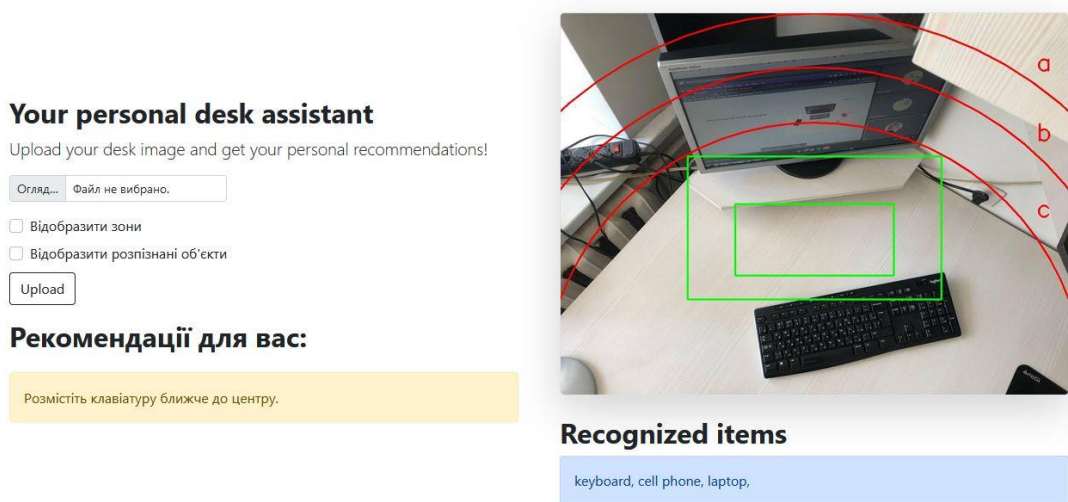 Your personal desk assistant
Upload your desk image and get your personal recommendations!
Огляд... Файл не вибрано.
Відобразити зони
Відобразити розпізнані об'єкти
Upload
Рекомендації для вас:
Розмістіть клавіатуру ближче до центру.
a
b
c
Recognized items
keyboard, cell phone, laptop,